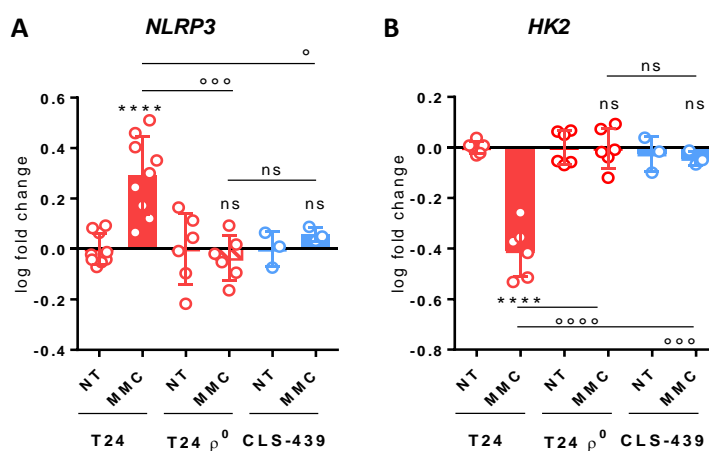 A
NLRP3
log fold change
0.6
0.4
0.2
0.0
-0.2
-0.4
****
°
°°°
ns
ns
ns
NT
MMC
NT
MMC
NT
MMC
T24
T24 ρ⁰
CLS-439
B
HK2
log fold change
0.2
0.0
-0.2
-0.4
-0.6
-0.8
ns
ns
ns
****
°°°°
°°°
NT
MMC
NT
MMC
NT
MMC
T24
T24 ρ⁰
CLS-439